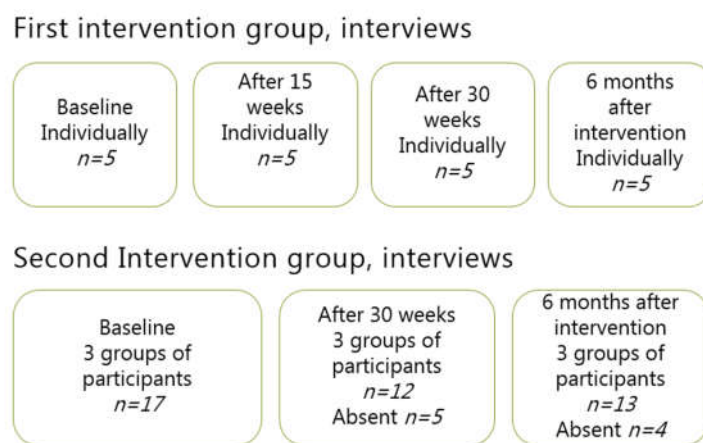 First intervention group, interviews
Baseline
Individually
n=5
After 15
weeks
Individually
n=5
After 30
weeks
Individually
n=5
6 months
after
intervention
Individually
n=5
Second Intervention group, interviews
Baseline
3 groups of
participants
n=17
After 30 weeks
3 groups of
participants
n=12
Absent n=5
6 months after
intervention
3 groups of
participants
n=13
Absent n=4